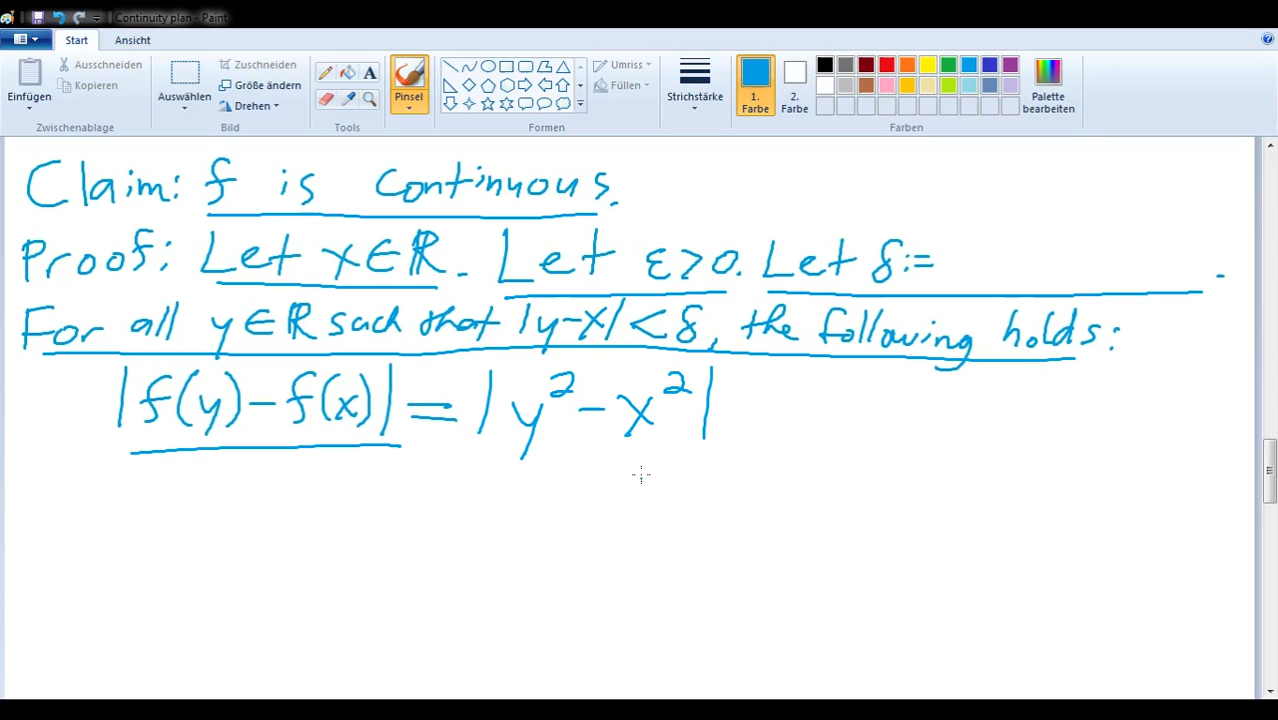 Continuity plan - Paint
Start Ansicht
Einfügen
Ausschneiden
Kopieren
Zwischenablage
Auswählen
Zuschneiden
Größe ändern
Drehen
Bild
A
Pinsel
Tools
Umriss
Füllen
Formen
Strichstärke
1. Farbe
2. Farbe
Palette bearbeiten
Farben
Claim: f is continuous.
Proof: Let x∈ℝ. Let ε>0. Let δ:= .
For all y∈ℝ such that |y-x|<δ, the following holds:
|f(y)-f(x)| = |y²-x²|